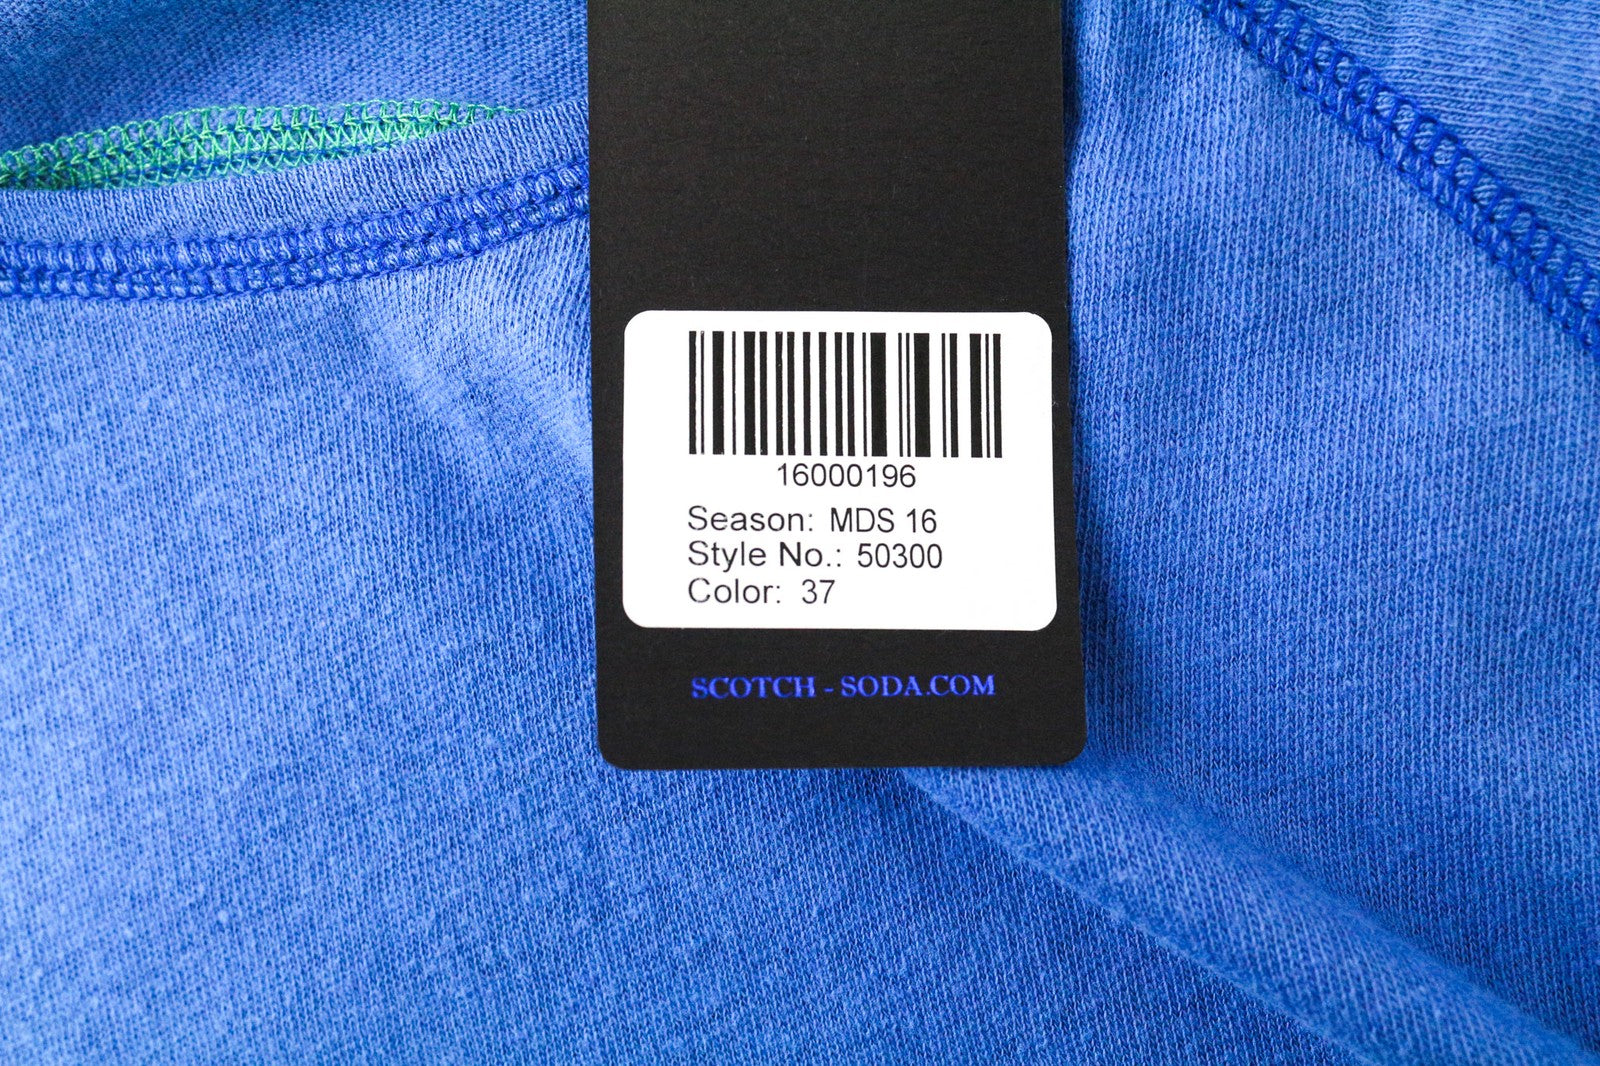 16000196
Season: MDS 16
Style No.: 50300
Color: 37
SCOTCH - SODA.COM